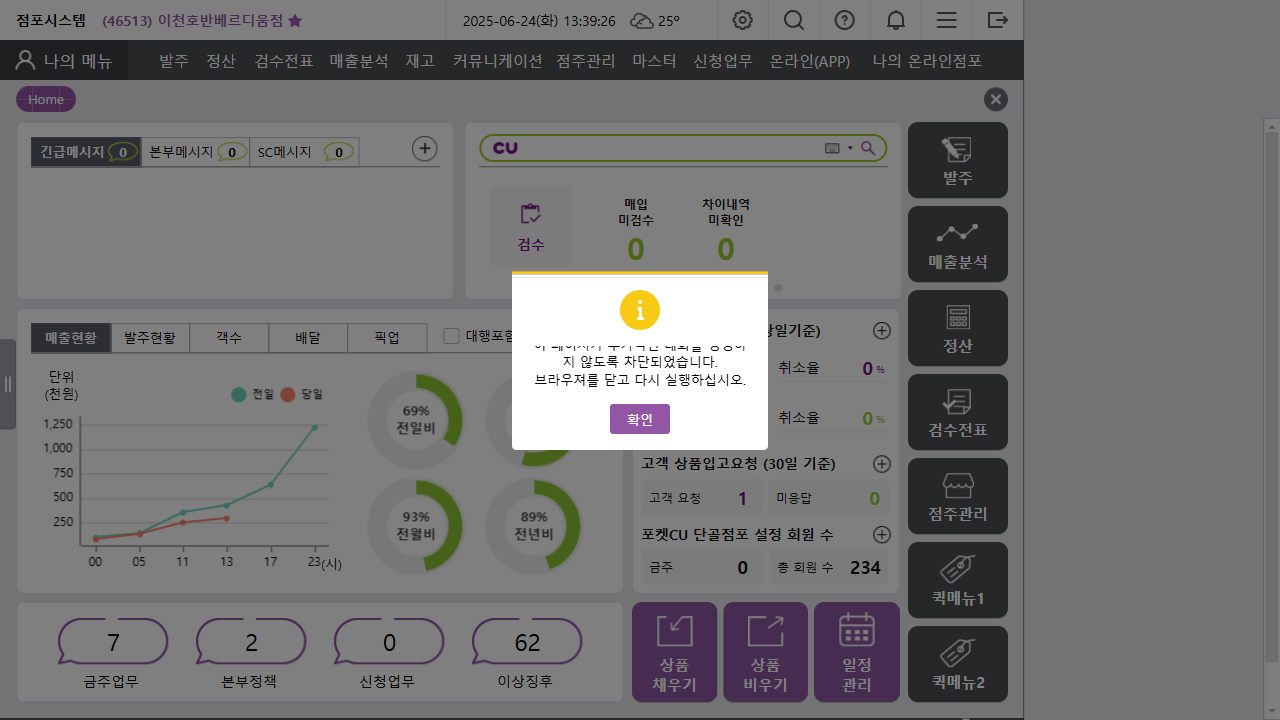 점포시스템 (46513) 이천호반베르디움점
2025-06-24(화) 13:39:26 25º
나의 메뉴 발주 정산 검수전표 매출분석 재고 커뮤니케이션 점주관리 마스터 신청업무 온라인(APP) 나의 온라인점포
Home
긴급메시지 0 본부메시지 0 SC메시지 0
CU
검수
매입
미검수
0
차이내역
미확인
0
발주
매출분석
정산
검수전표
점주관리
퀵메뉴1
퀵메뉴2
지 않도록 차단되었습니다.
브라우져를 닫고 다시 실행하십시오.
확인
매출현황 발주현황 객수 배달 픽업 대행포함
단위
(천원)
전일 당일
1,250
1,000
750
500
250
00 05 11 13 17 23(시)
69%
전일비
93%
전월비
89%
전년비
당일기준)
취소율 0 %
취소율 0 %
고객 상품입고요청 (30일 기준)
고객 요청 1 미응답 0
포켓CU 단골점포 설정 회원 수
금주 0 총 회원 수 234
7
금주업무
2
본부정책
0
신청업무
62
이상징후
상품
채우기
상품
비우기
일정
관리